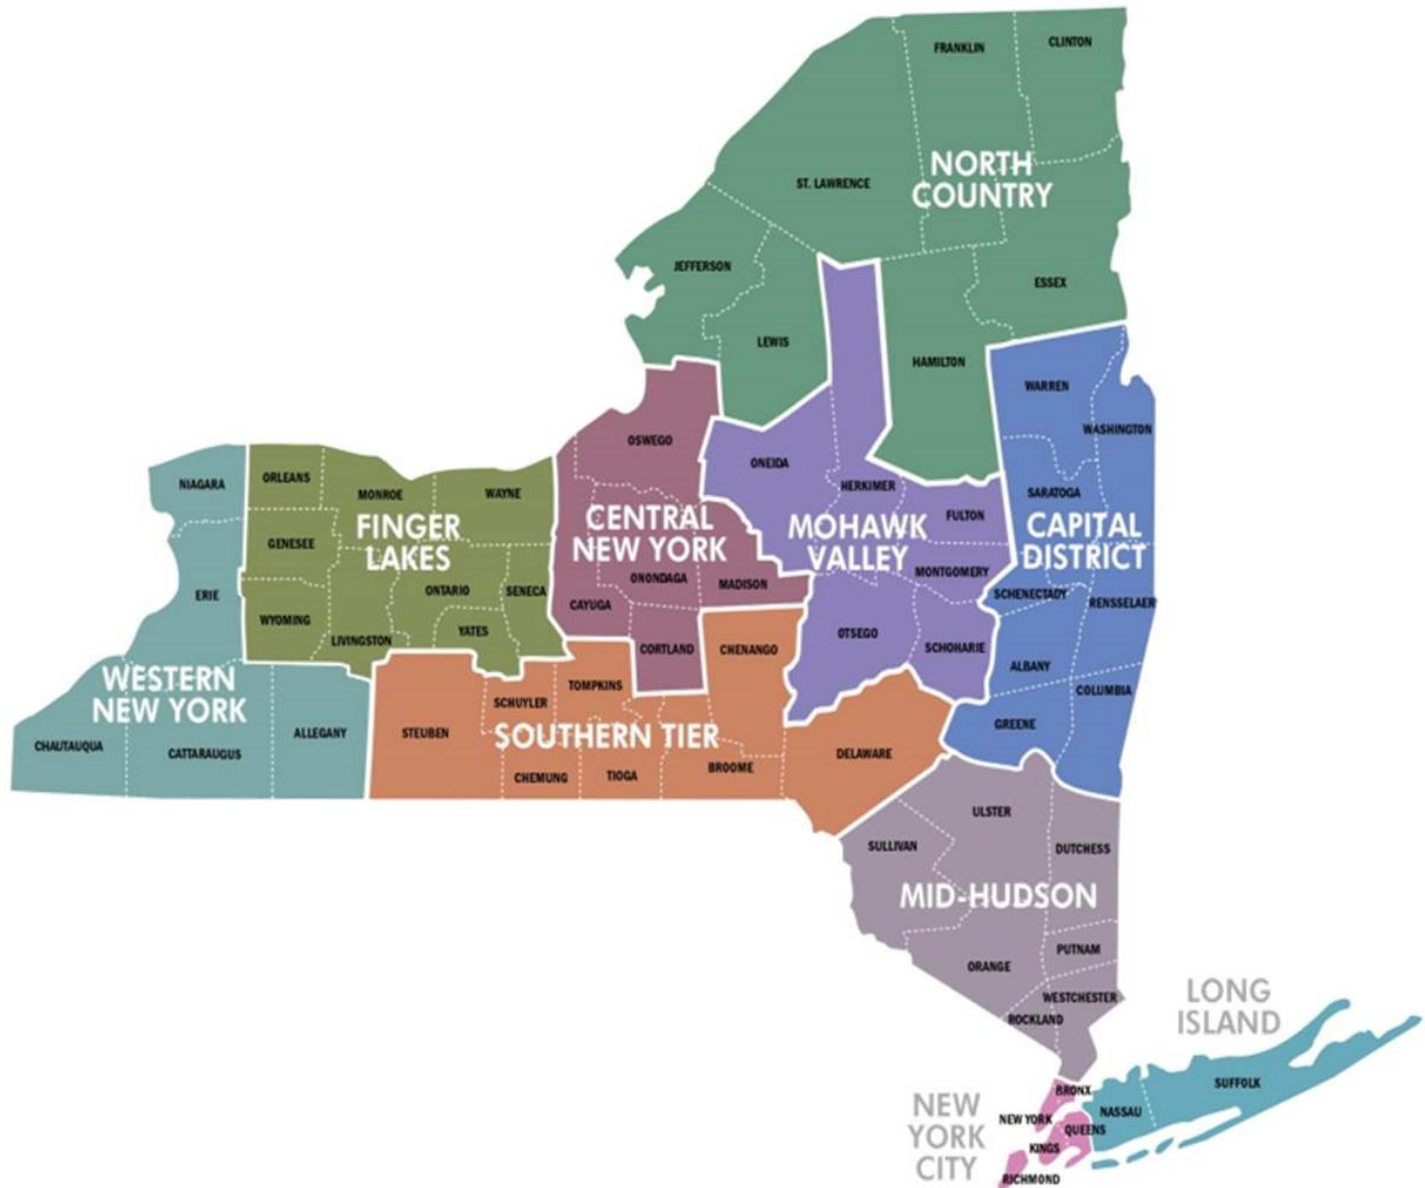 FRANKLIN
CLINTON
NORTH
COUNTRY
ST. LAWRENCE
JEFFERSON
ESSEX
LEWIS
HAMILTON
WARREN
WASHINGTON
OSWEGO
ONEIDA
HERKIMER
SARATOGA
FULTON
NIAGARA
ORLEANS
MONROE
WAYNE
FINGER
LAKES
GENESEE
CENTRAL
NEW YORK
MOHAWK
VALLEY
CAPITAL
DISTRICT
MONTGOMERY
ONONDAGA
MADISON
ONTARIO
SENECA
ERIE
CAYUGA
SCHENECTADY
RENSSELAER
WYOMING
YATES
LIVINGSTON
OTSEGO
SCHOHARIE
CORTLAND
CHENANGO
ALBANY
WESTERN
NEW YORK
TOMPKINS
COLUMBIA
SCHUYLER
GREENE
ALLEGANY
STEUBEN
SOUTHERN TIER
CHAUTAUQUA
CATTARAUGUS
DELAWARE
CHEMUNG
TIOGA
BROOME
ULSTER
SULLIVAN
DUTCHESS
MID-HUDSON
PUTNAM
ORANGE
WESTCHESTER
ROCKLAND
LONG
ISLAND
SUFFOLK
BRONX
NASSAU
NEW
YORK
CITY
NEW YORK
QUEENS
KINGS
RICHMOND